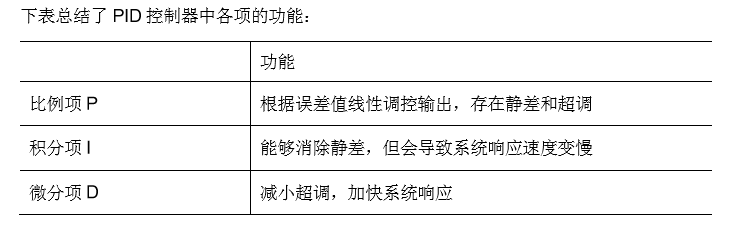 下表总结了 PID 控制器中各项的功能：
功能
比例项 P 根据误差值线性调控输出，存在静差和超调
积分项 I 能够消除静差，但会导致系统响应速度变慢
微分项 D 减小超调，加快系统响应